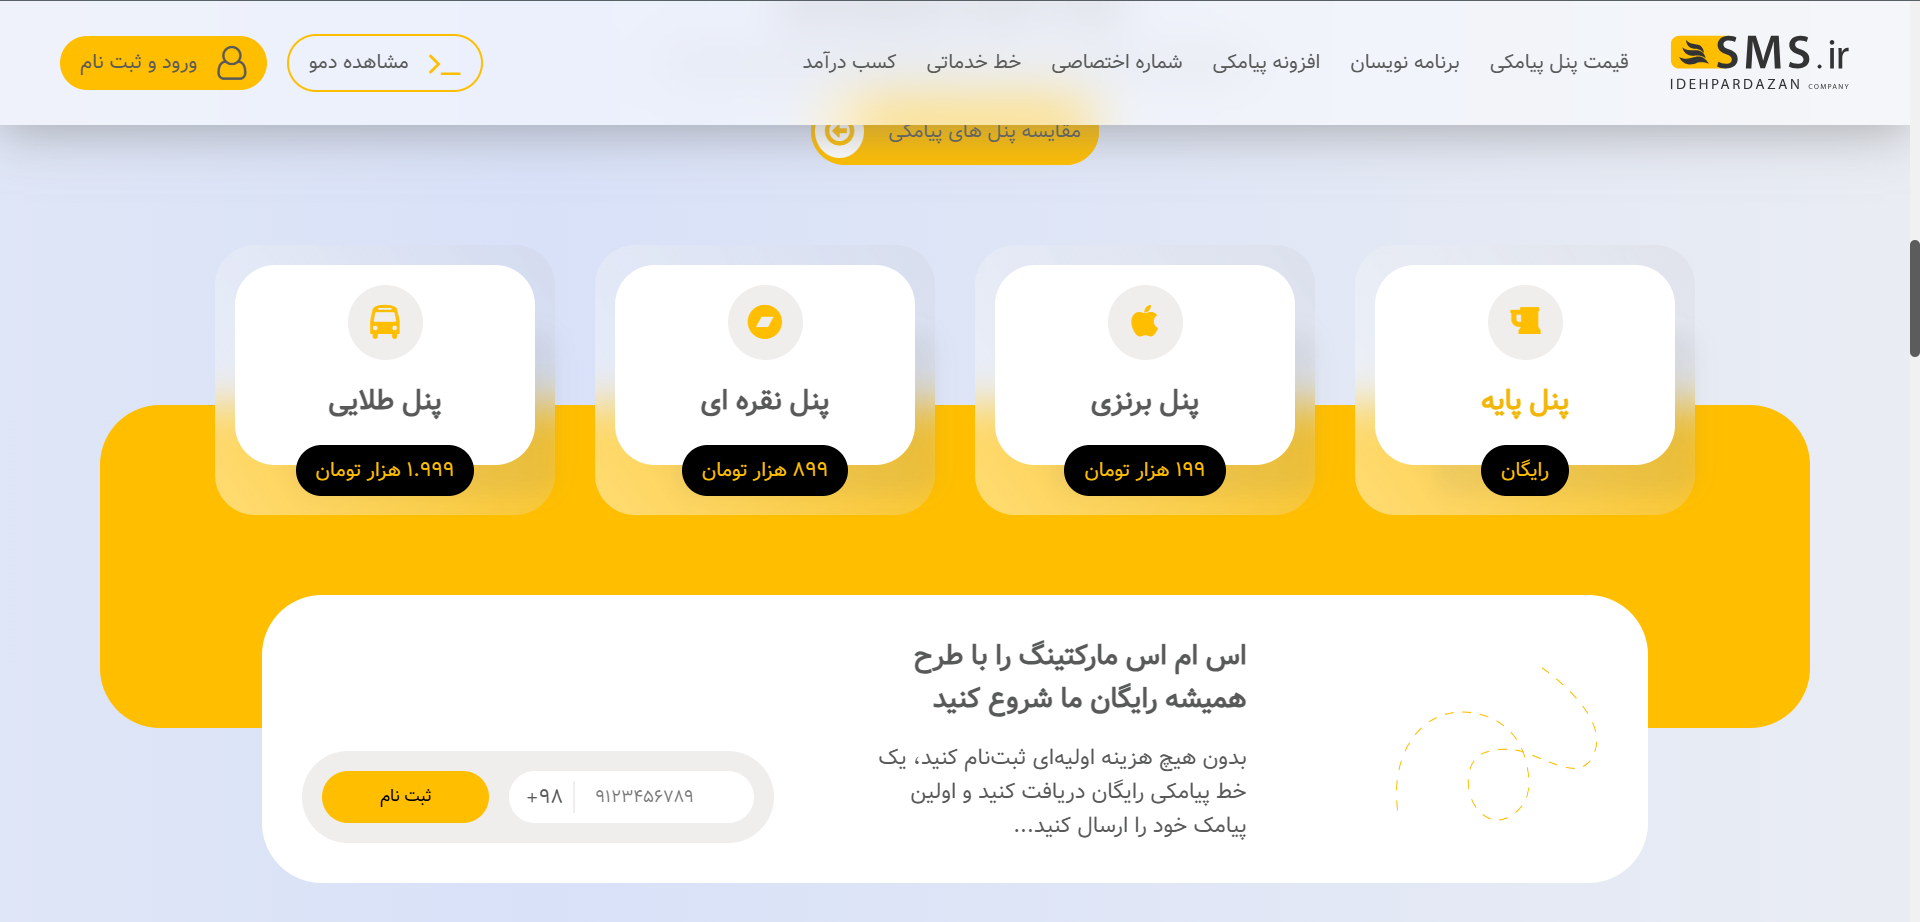 SMS.ir
IDEHPARDAZAN COMPANY
قیمت پنل پیامکی
برنامه نویسان
افزونه پیامکی
شماره اختصاصی
خط خدماتی
کسب درآمد
مشاهده دمو
ورود و ثبت نام
مقایسه پنل های پیامکی
پنل پایه
رایگان
پنل برنزی
۱۹۹ هزار تومان
پنل نقره ای
۸۹۹ هزار تومان
پنل طلایی
۱.۹۹۹ هزار تومان
اس ام اس مارکتینگ را با طرح
همیشه رایگان ما شروع کنید
بدون هیچ هزینه اولیه‌ای ثبت‌نام کنید، یک
خط پیامکی رایگان دریافت کنید و اولین
پیامک خود را ارسال کنید...
+۹۸
۹۱۲۳۴۵۶۷۸۹
ثبت نام